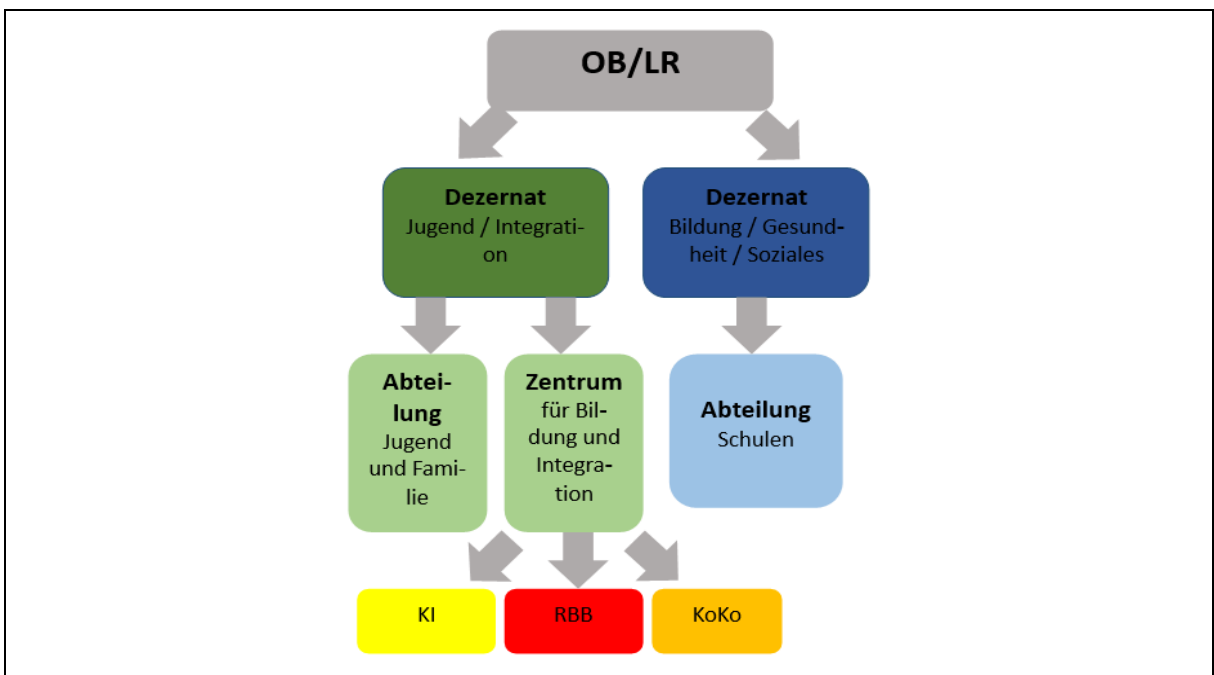 OB/LR
Dezernat
Jugend / Integrati-
on
Dezernat
Bildung / Gesund-
heit / Soziales
Abtei-
lung
Jugend
und Fami-
lie
Zentrum
für Bil-
dung und
Integra-
tion
Abteilung
Schulen
KI
RBB
KoKo